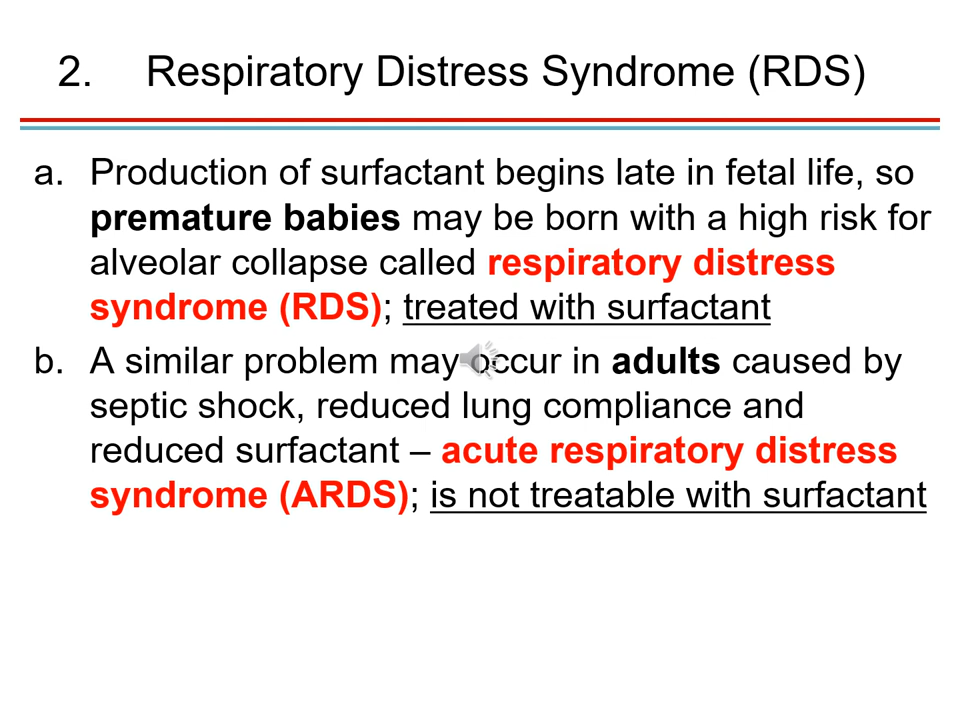 2. Respiratory Distress Syndrome (RDS)
a. Production of surfactant begins late in fetal life, so
premature babies may be born with a high risk for
alveolar collapse called respiratory distress
syndrome (RDS); treated with surfactant
b. A similar problem may occur in adults caused by
septic shock, reduced lung compliance and
reduced surfactant – acute respiratory distress
syndrome (ARDS); is not treatable with surfactant